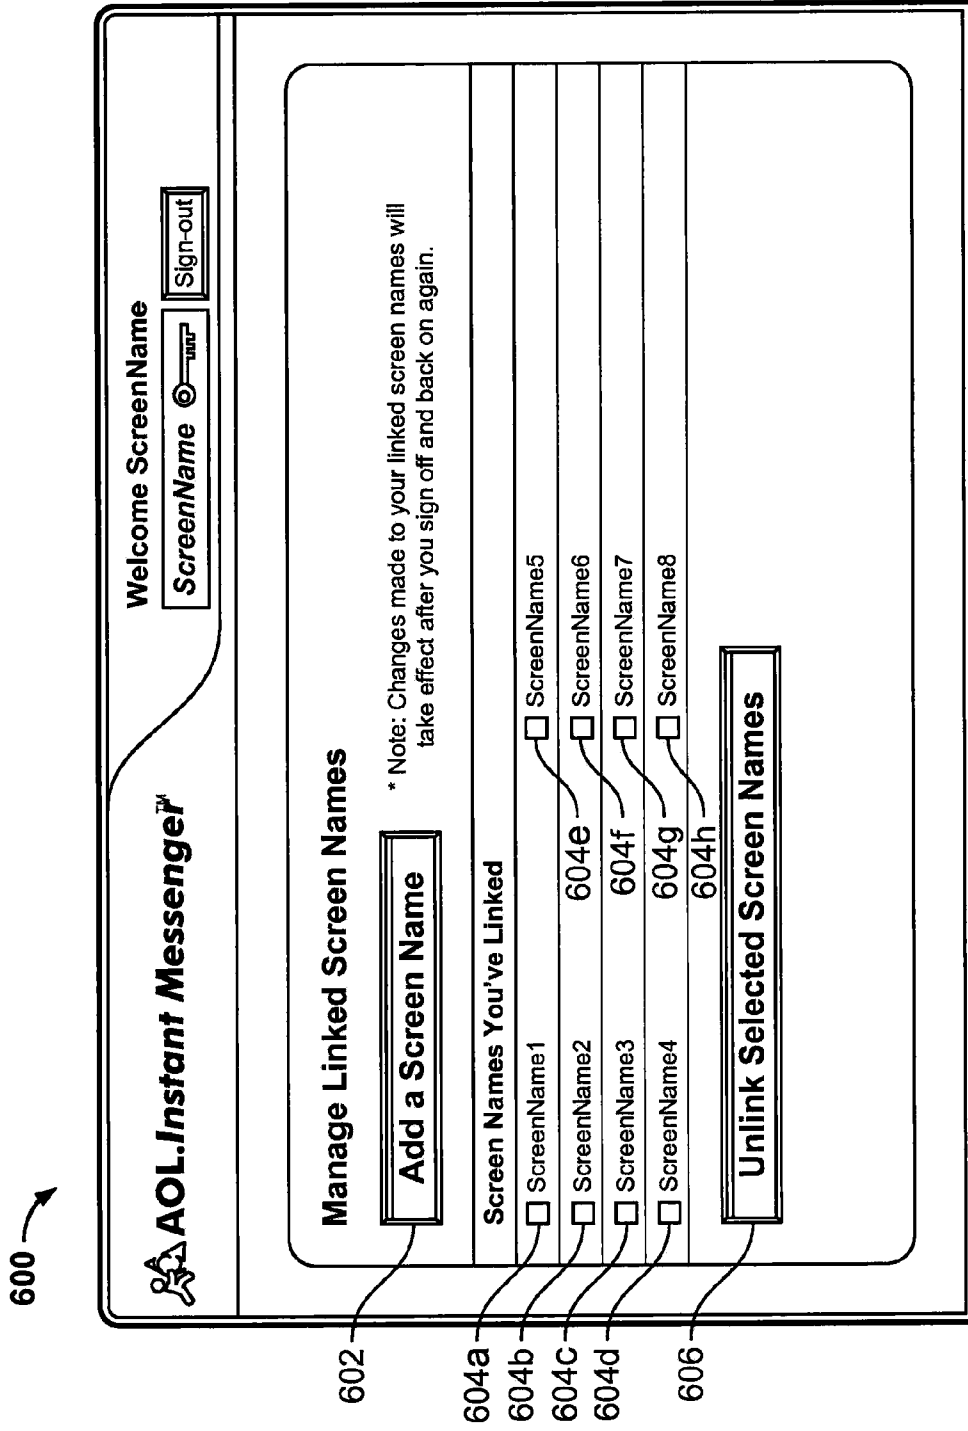 600
AOL.Instant Messenger™
Welcome ScreenName
ScreenName
Sign-out
Manage Linked Screen Names
602
Add a Screen Name
* Note: Changes made to your linked screen names will
take effect after you sign off and back on again.
Screen Names You've Linked
604a
ScreenName1
ScreenName5
604b
604e
ScreenName2
ScreenName6
604c
604f
ScreenName3
ScreenName7
604d
604g
ScreenName4
ScreenName8
604h
606
Unlink Selected Screen Names